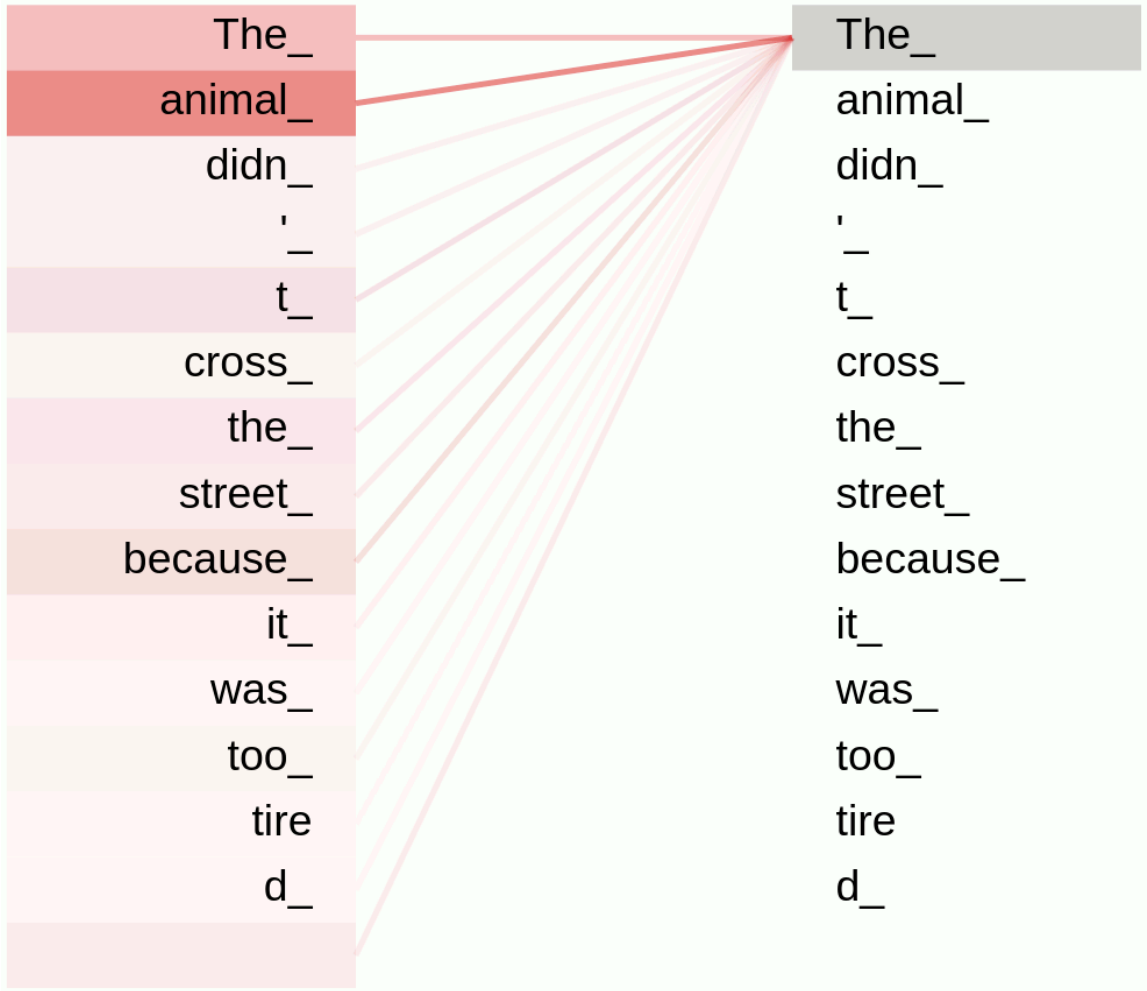 The_ The_
animal_ animal_
didn_ didn_
'_ '_
t_ t_
cross_ cross_
the_ the_
street_ street_
because_ because_
it_ it_
was_ was_
too_ too_
tire tire
d_ d_